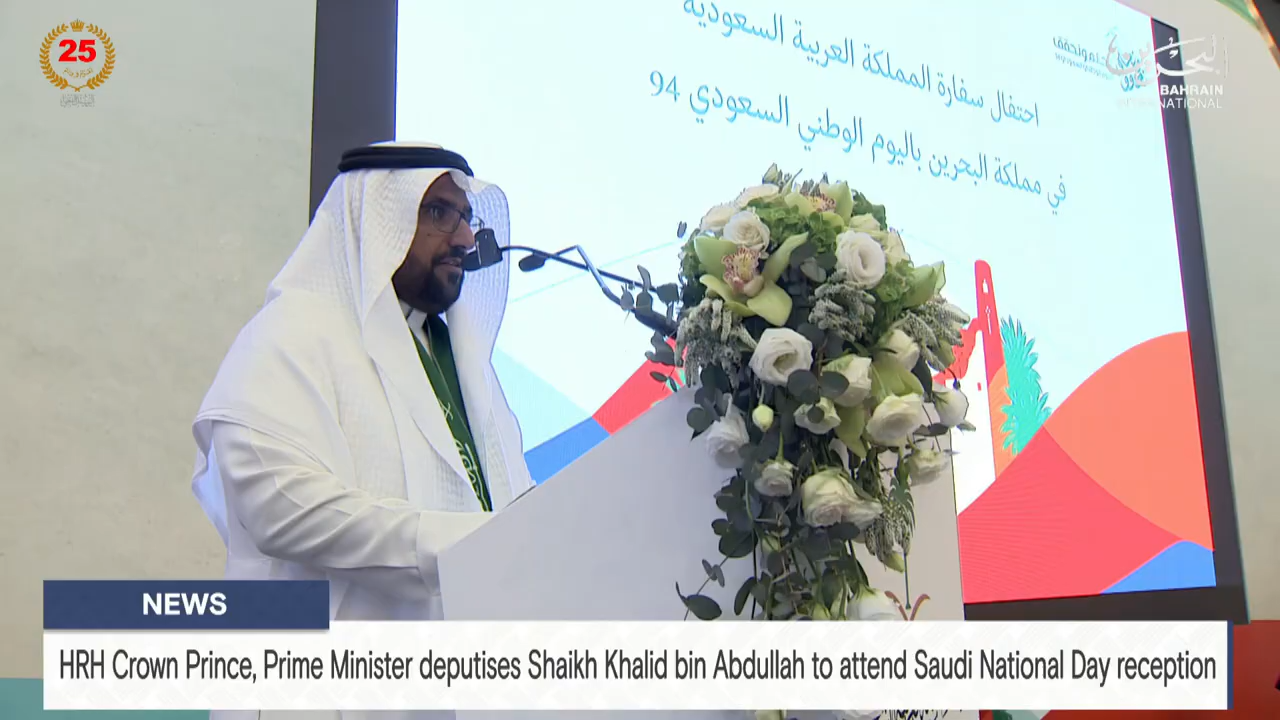 25
البحرين
BAHRAIN
INTERNATIONAL
احتفال سفارة المملكة العربية السعودية
في مملكة البحرين باليوم الوطني السعودي 94
NEWS
HRH Crown Prince, Prime Minister deputises Shaikh Khalid bin Abdullah to attend Saudi National Day reception